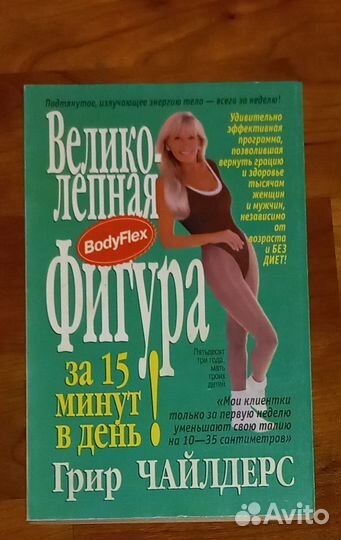 Подтянутое, излучающее энергию тело — всего за неделю!
Велико-
лепная
BodyFlex
Фигура
за 15
минут
в день!
Удивительно
эффективная
программа,
позволившая
вернуть грацию
и здоровье
тысячам
женщин
и мужчин,
независимо
от
возраста
и БЕЗ
ДИЕТ!
Пятьдесят
три года,
мать
троих
детей
«Мои клиентки
только за первую неделю
уменьшают свою талию
на 10—35 сантиметров»
Грир ЧАЙЛДЕРС
Avito